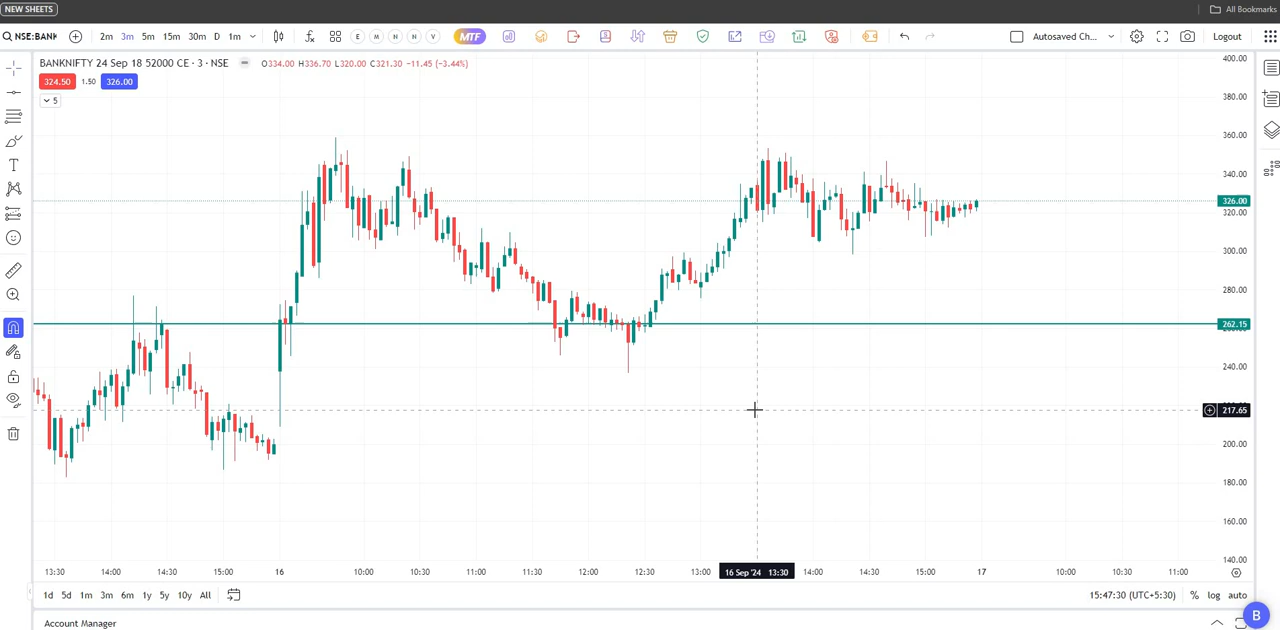 NEW SHEETS
All Bookmarks
NSE:BANK
2m 3m 5m 15m 30m D 1m
E M H N V
MTF
Autosaved Ch...
Logout
BANKNIFTY 24 Sep 18 52000 CE · 3 · NSE
O334.00 H336.70 L320.00 C321.30 −11.45 (−3.44%)
324.50 1.50 326.00
5
400.00
380.00
360.00
340.00
326.00
320.00
300.00
280.00
262.15
240.00
217.65
200.00
180.00
160.00
140.00
13:30 14:00 14:30 15:00 16 10:00 10:30 11:00 11:30 12:00 12:30 13:00 16 Sep '24 13:30 14:00 14:30 15:00 17 10:00 10:30 11:00
1d 5d 1m 3m 6m 1y 5y 10y All
15:47:30 (UTC+5:30) % log auto
Account Manager
B